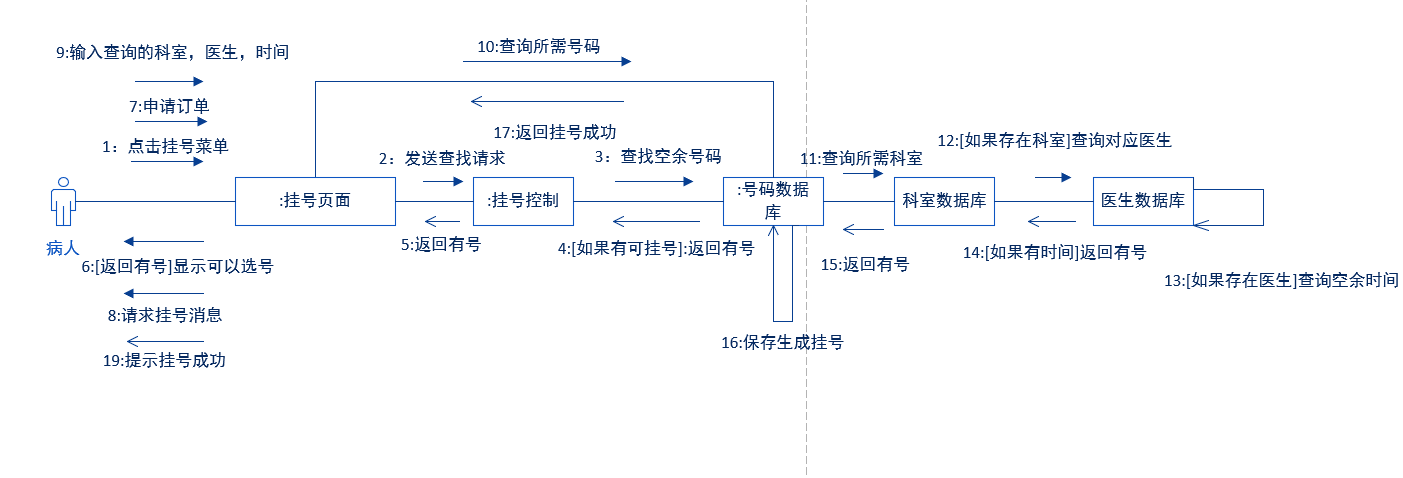 9:输入查询的科室，医生，时间
10:查询所需号码
7:申请订单
17:返回挂号成功
1：点击挂号菜单
2：发送查找请求
3：查找空余号码
11:查询所需科室
12:[如果存在科室]查询对应医生
:挂号页面
:挂号控制
:号码数据
库
科室数据库
医生数据库
病人
5:返回有号
4:[如果有可挂号]:返回有号
15:返回有号
14:[如果有时间]返回有号
6:[返回有号]显示可以选号
13:[如果存在医生]查询空余时间
8:请求挂号消息
16:保存生成挂号
19:提示挂号成功